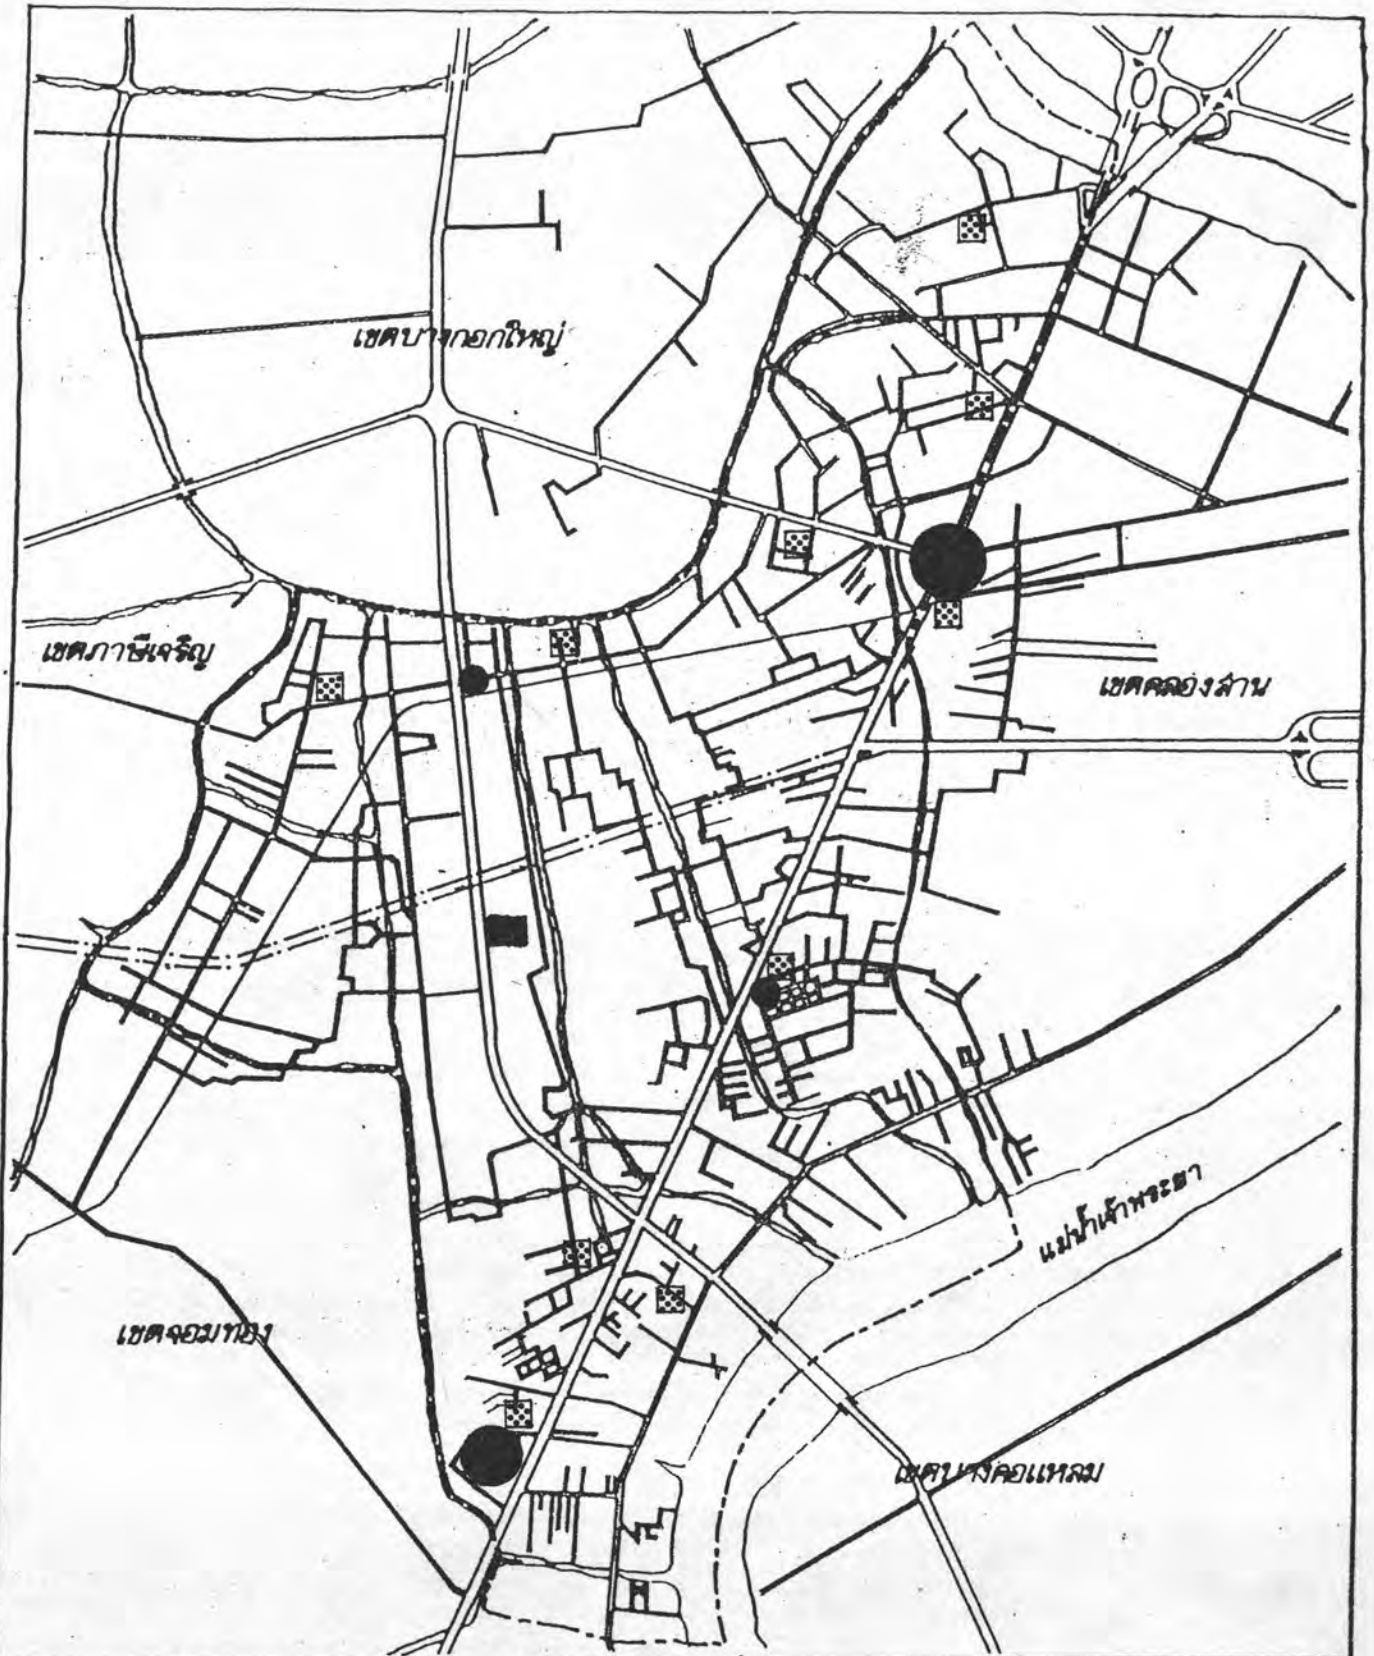 เขตบางกอกใหญ่
เขตภาษีเจริญ
เขตคลองสาน
แม่น้ำเจ้าพระยา
เขตจอมทอง
เขตบางคอแหลม